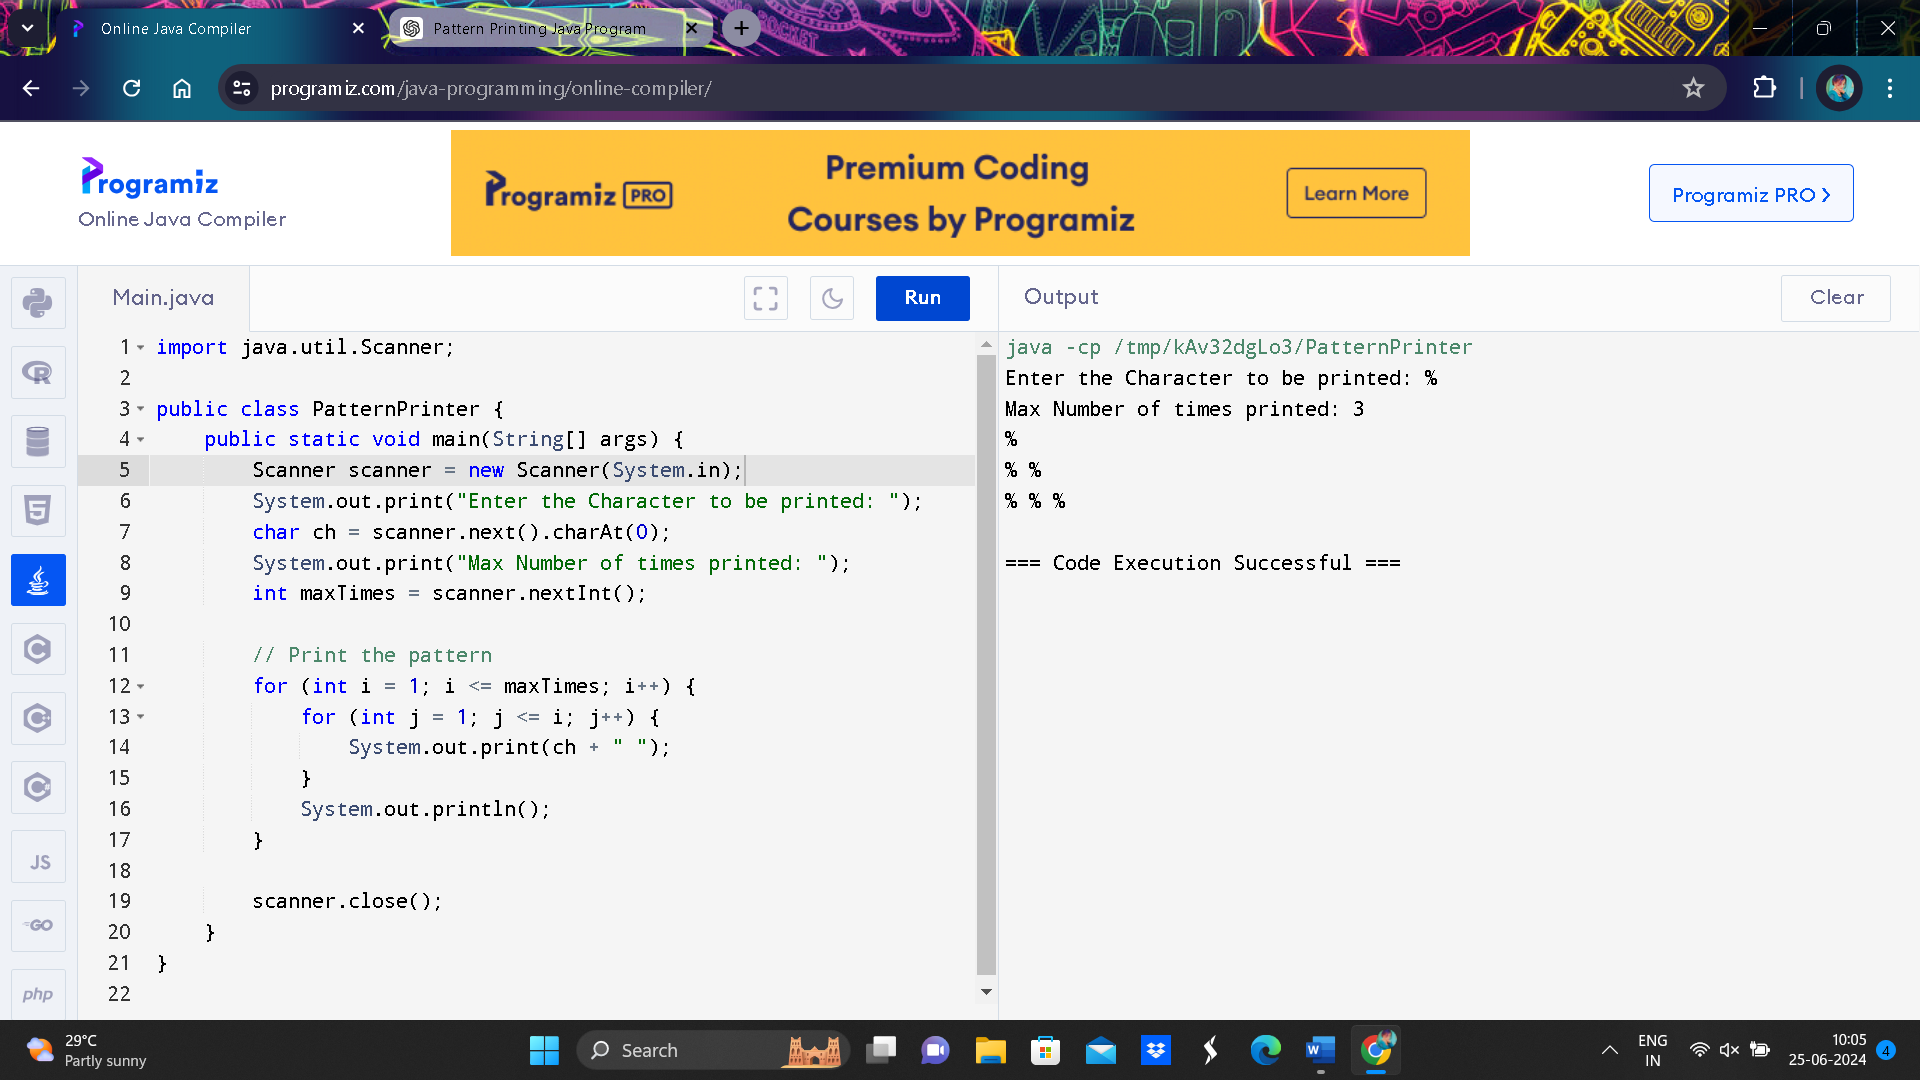 Online Java Compiler
Pattern Printing Java Program
programiz.com/java-programming/online-compiler/
Programiz
Online Java Compiler
Programiz PRO
Premium Coding
Courses by Programiz
Learn More
Programiz PRO
Main.java
Run
Output
Clear
1 import java.util.Scanner;
2
3 public class PatternPrinter {
4     public static void main(String[] args) {
5         Scanner scanner = new Scanner(System.in);
6         System.out.print("Enter the Character to be printed: ");
7         char ch = scanner.next().charAt(0);
8         System.out.print("Max Number of times printed: ");
9         int maxTimes = scanner.nextInt();
10
11         // Print the pattern
12         for (int i = 1; i <= maxTimes; i++) {
13             for (int j = 1; j <= i; j++) {
14                 System.out.print(ch + " ");
15             }
16             System.out.println();
17         }
18
19         scanner.close();
20     }
21 }
22
java -cp /tmp/kAv32dgLo3/PatternPrinter
Enter the Character to be printed: %
Max Number of times printed: 3
%
% %
% % %
=== Code Execution Successful ===
R
5
C
C
C
JS
GO
php
29°C
Partly sunny
Search
W
ENG
IN
10:05
25-06-2024
4